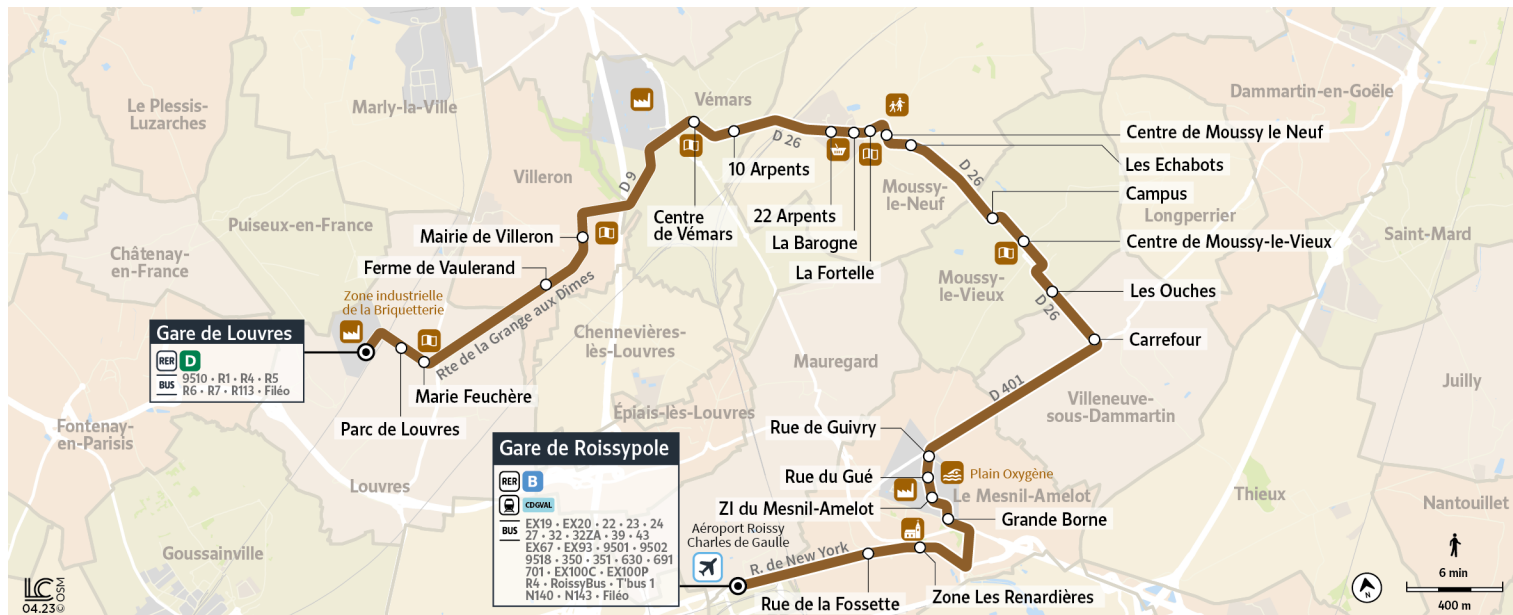 Le Plessis-
Luzarches
Marly-la-Ville
Vémars
Dammartin-en-Goële
Centre de Moussy le Neuf
D 26
10 Arpents
Les Echabots
D 26
D 9
Villeron
Moussy-
le-Neuf
Campus
22 Arpents
Longperrier
Puiseux-en-France
Centre
de Vémars
Mairie de Villeron
La Barogne
Centre de Moussy-le-Vieux
Saint-Mard
Châtenay-
en-France
Ferme de Vaulerand
La Fortelle
Moussy-
le-Vieux
Les Ouches
D 26
Zone industrielle
de la Briquetterie
Rte de la Grange aux Dîmes
Chennevières-
lès-Louvres
Gare de Louvres
RER D
BUS
9510 • R1 • R4 • R5
R6 • R7 • R113 • Filéo
Carrefour
Mauregard
Marie Feuchère
D 401
Juilly
Parc de Louvres
Épiais-lès-Louvres
Villeneuve-
sous-Dammartin
Fontenay-
en-Parisis
Rue de Guivry
Gare de Roissypole
RER B
CDGVAL
BUS
EX19 • EX20 • 22 • 23 • 24
27 • 32 • 32ZA • 39 • 43
EX67 • EX93 • 9501 • 9502
9518 • 350 • 351 • 630 • 691
701 • EX100C • EX100P
R4 • RoissyBus • T'bus 1
N140 • N143 • Filéo
Rue du Gué
Plain Oxygène
Louvres
Le Mesnil-Amelot
Thieux
Nantouillet
ZI du Mesnil-Amelot
Grande Borne
Aéroport Roissy
Charles de Gaulle
Goussainville
R. de New York
Zone Les Renardières
Rue de la Fossette
N
6 min
400 m
LC
04.23 © OSM